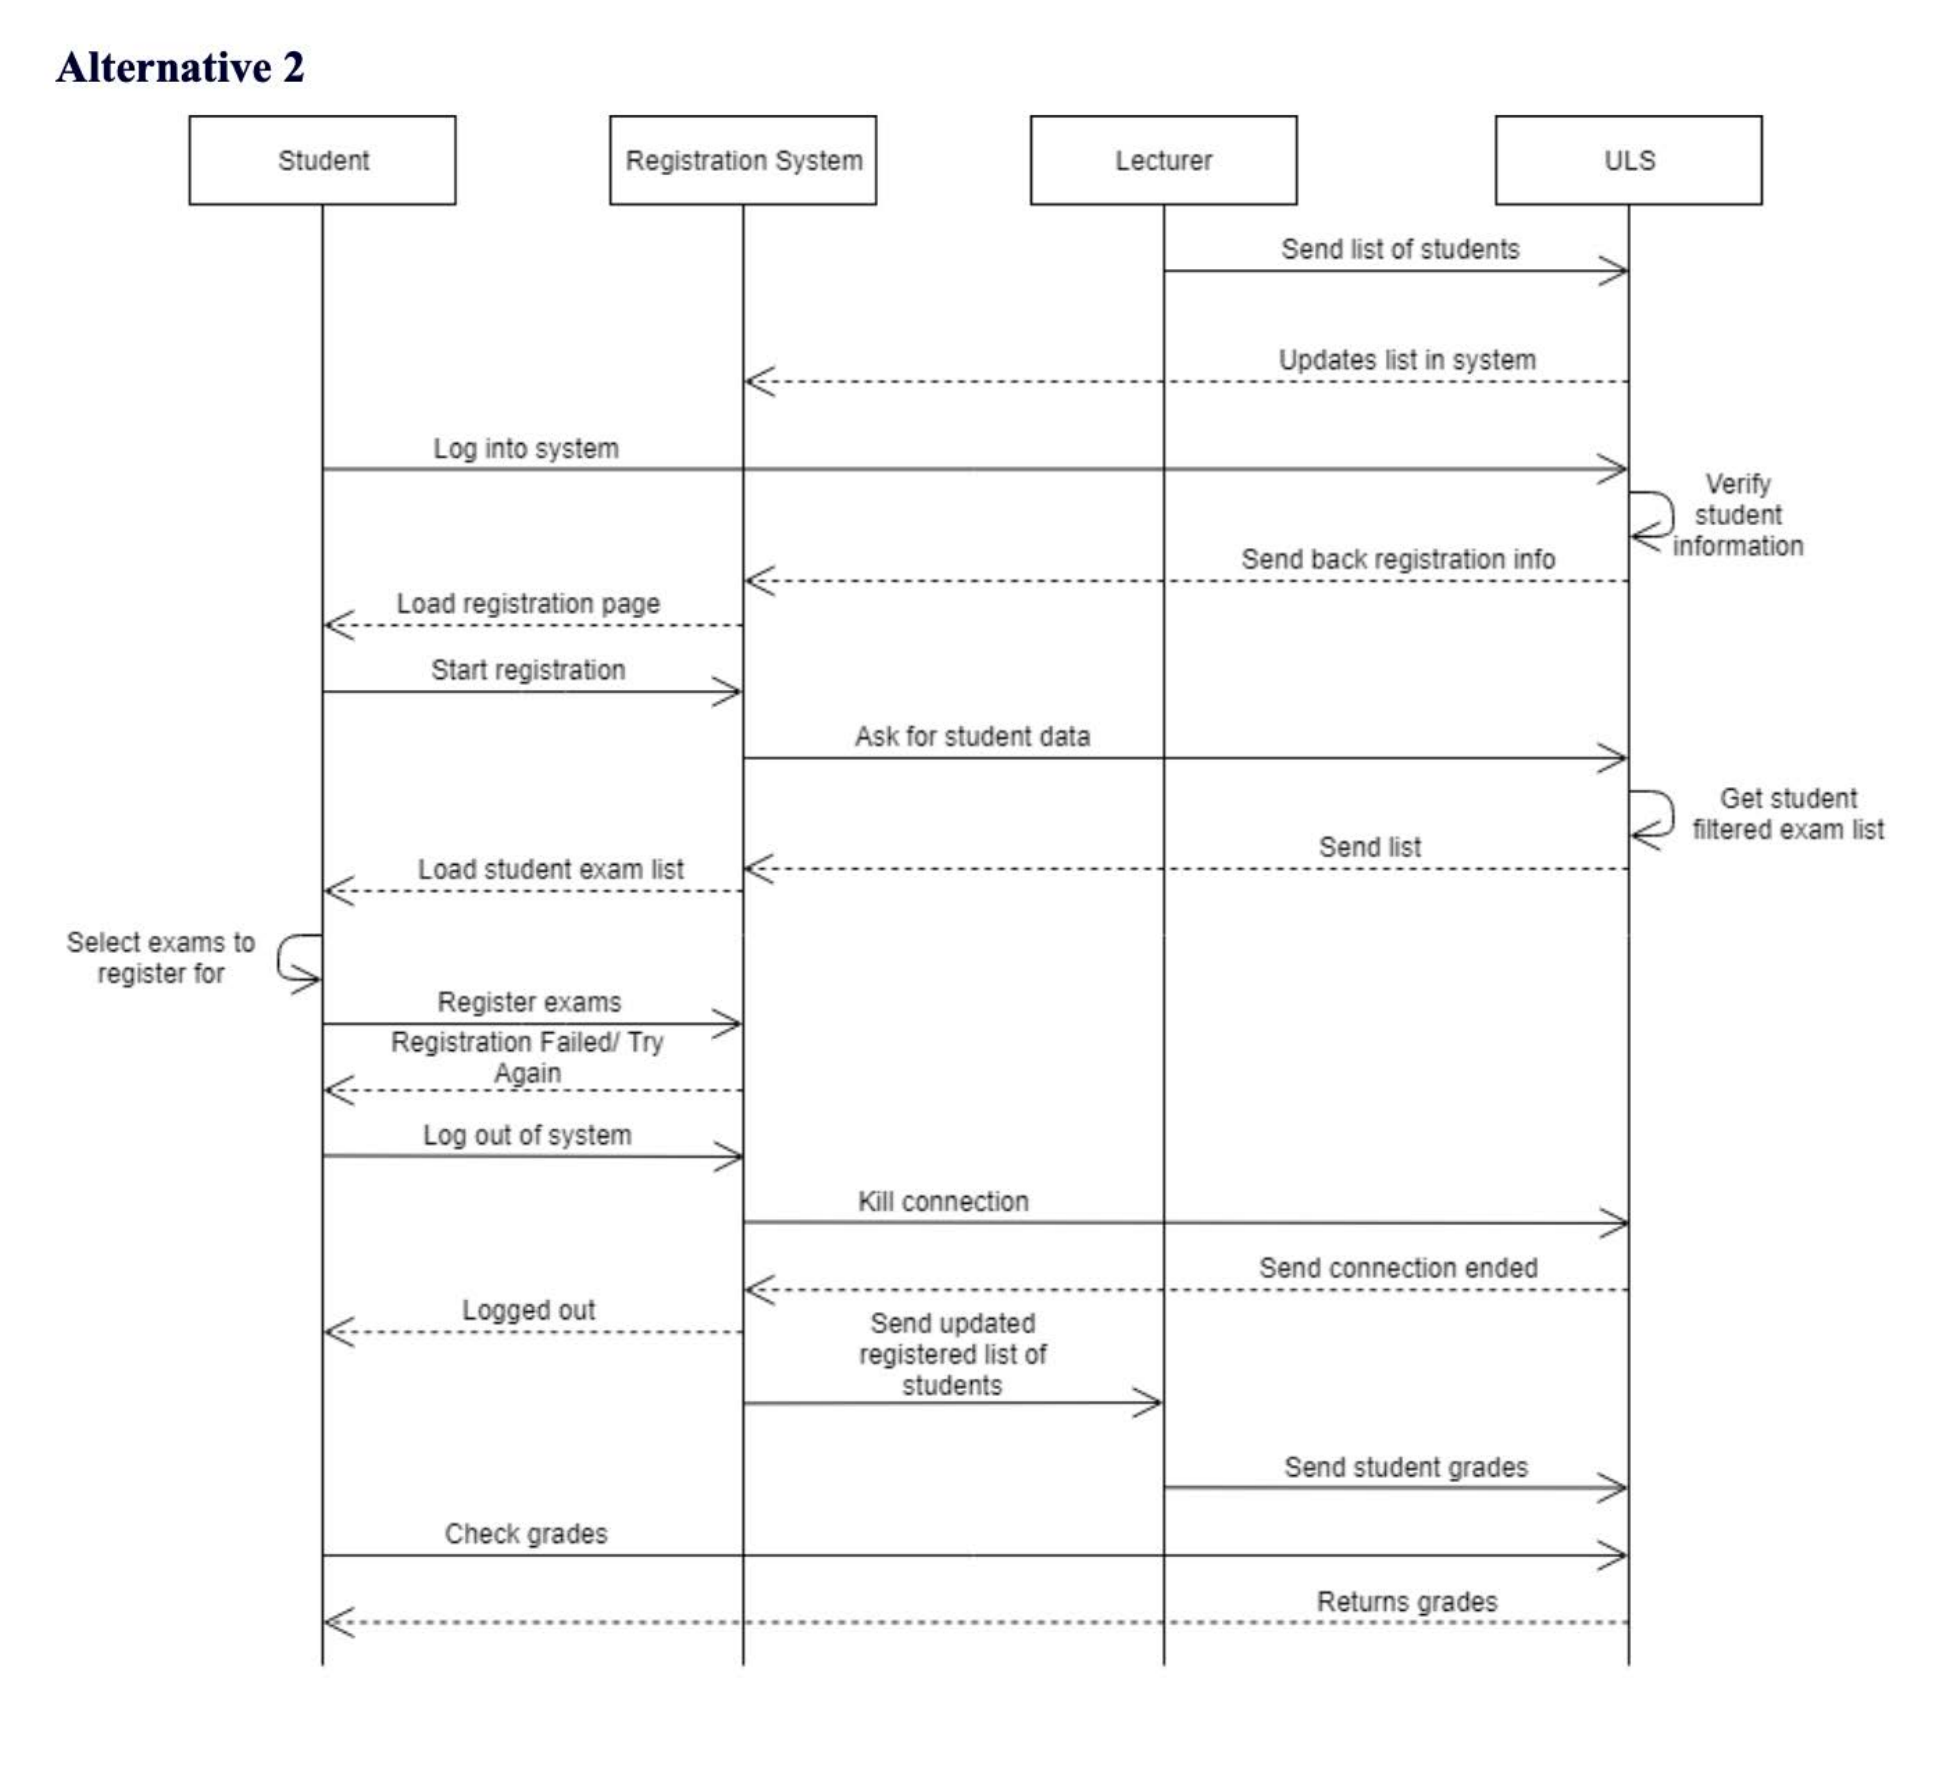 Alternative 2
Student
Registration System
Lecturer
ULS
Send list of students
Updates list in system
Log into system
Verify
student
information
Send back registration info
Load registration page
Start registration
Ask for student data
Get student
filtered exam list
Send list
Load student exam list
Select exams to
register for
Register exams
Registration Failed/ Try
Again
Log out of system
Kill connection
Send connection ended
Logged out
Send updated
registered list of
students
Send student grades
Check grades
Returns grades